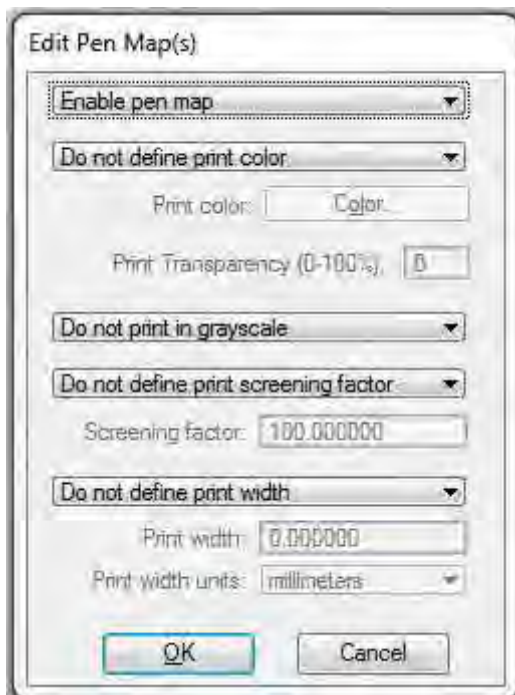 Edit Pen Map(s)
Enable pen map
Do not define print color
Print color: Color...
Print Transparency (0-100%), 0
Do not print in grayscale
Do not define print screening factor
Screening factor: 100.000000
Do not define print width
Print width: 0.000000
Print width units: millimeters
OK Cancel